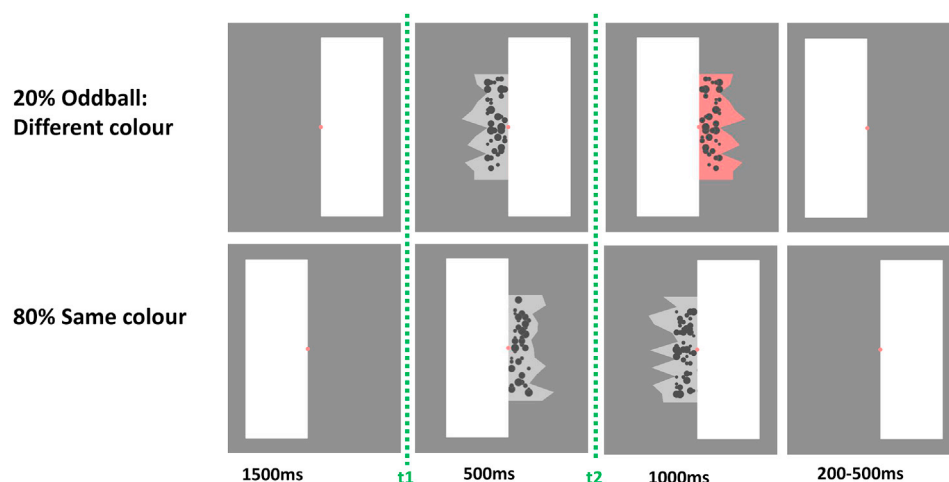 20% Oddball:
Different colour
80% Same colour
1500ms
t1
500ms
t2
1000ms
200-500ms